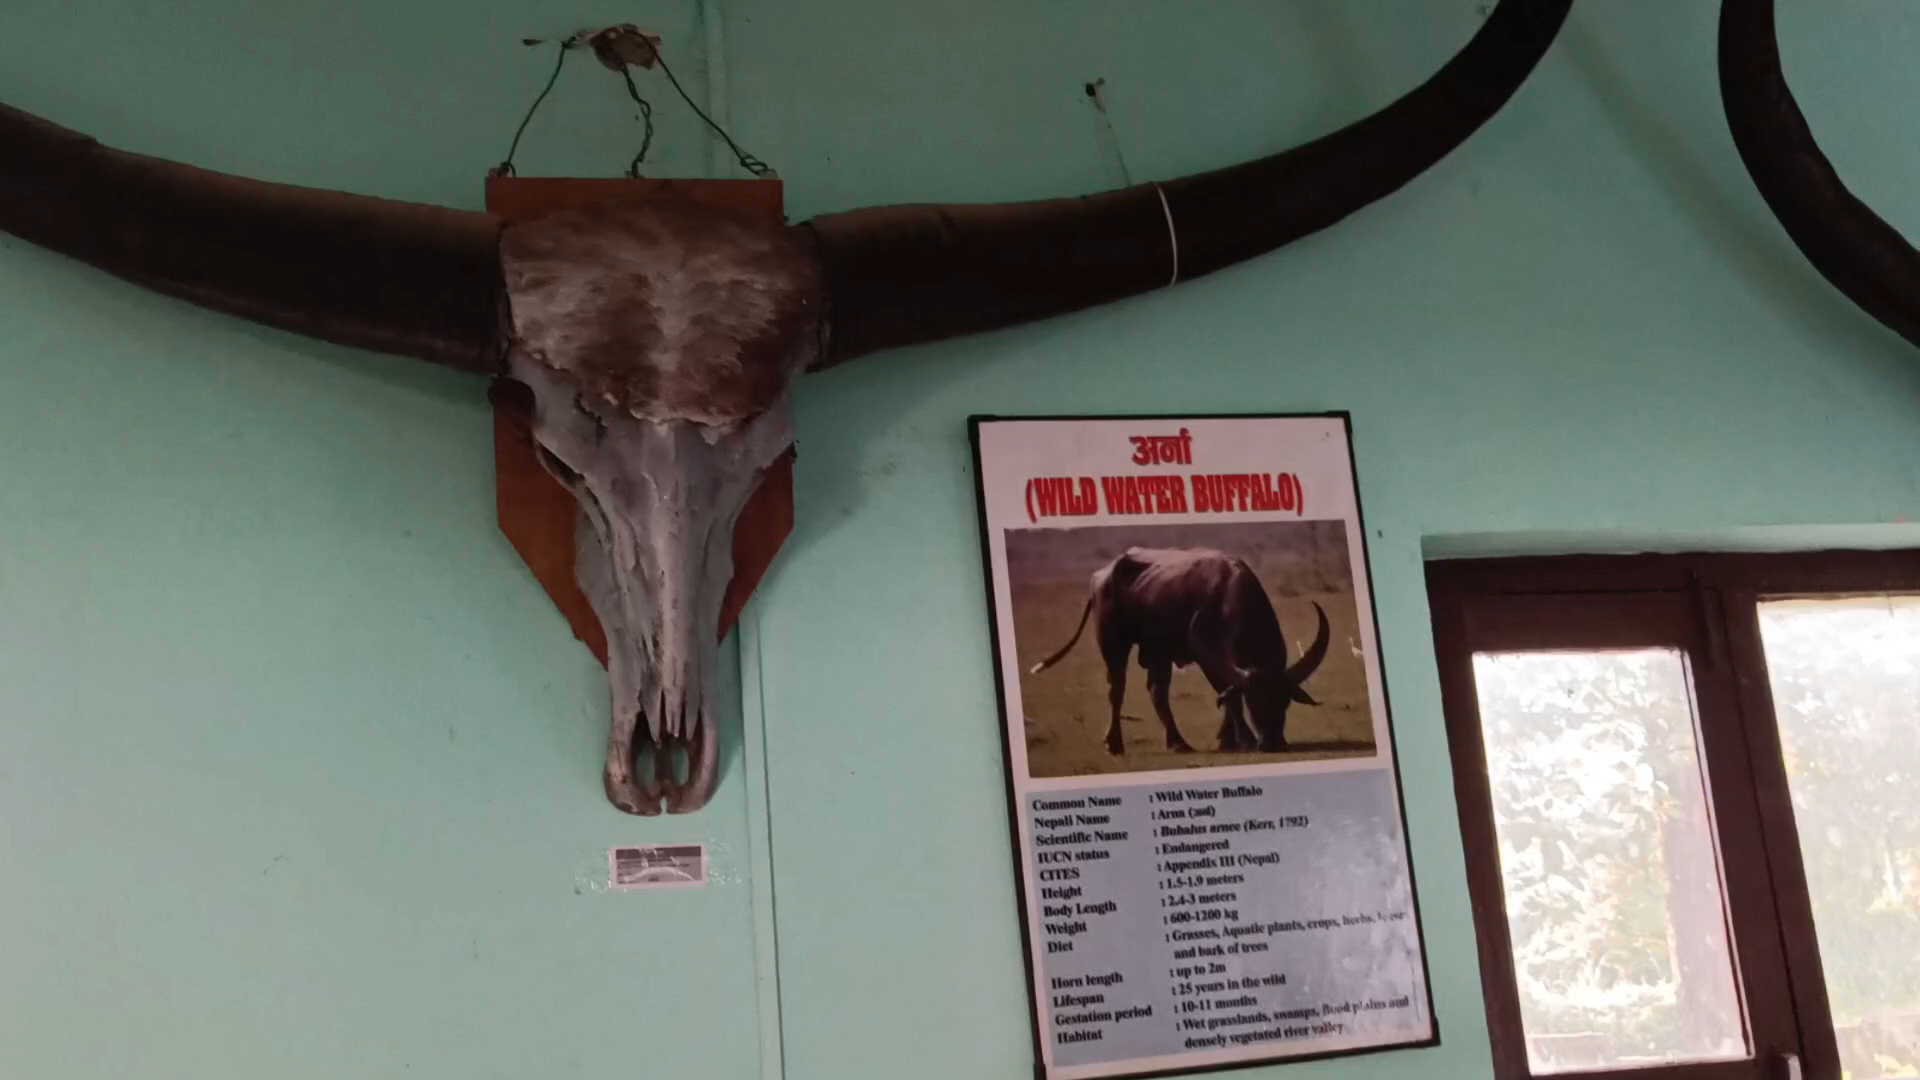 अर्ना
(WILD WATER BUFFALO)
Common Name : Wild Water Buffalo
Nepali Name : Arna (अर्ना)
Scientific Name : Bubalus arnee (Kerr, 1792)
IUCN status : Endangered
CITES : Appendix III (Nepal)
Height : 1.5-1.9 meters
Body Length : 2.4-3 meters
Weight : 600-1200 kg
Diet : Grasses, Aquatic plants, crops, herbs, leaves
and bark of trees
Horn length : up to 2m
Lifespan : 25 years in the wild
Gestation period : 10-11 months
Habitat : Wet grasslands, swamps, flood plains and
densely vegetated river valley